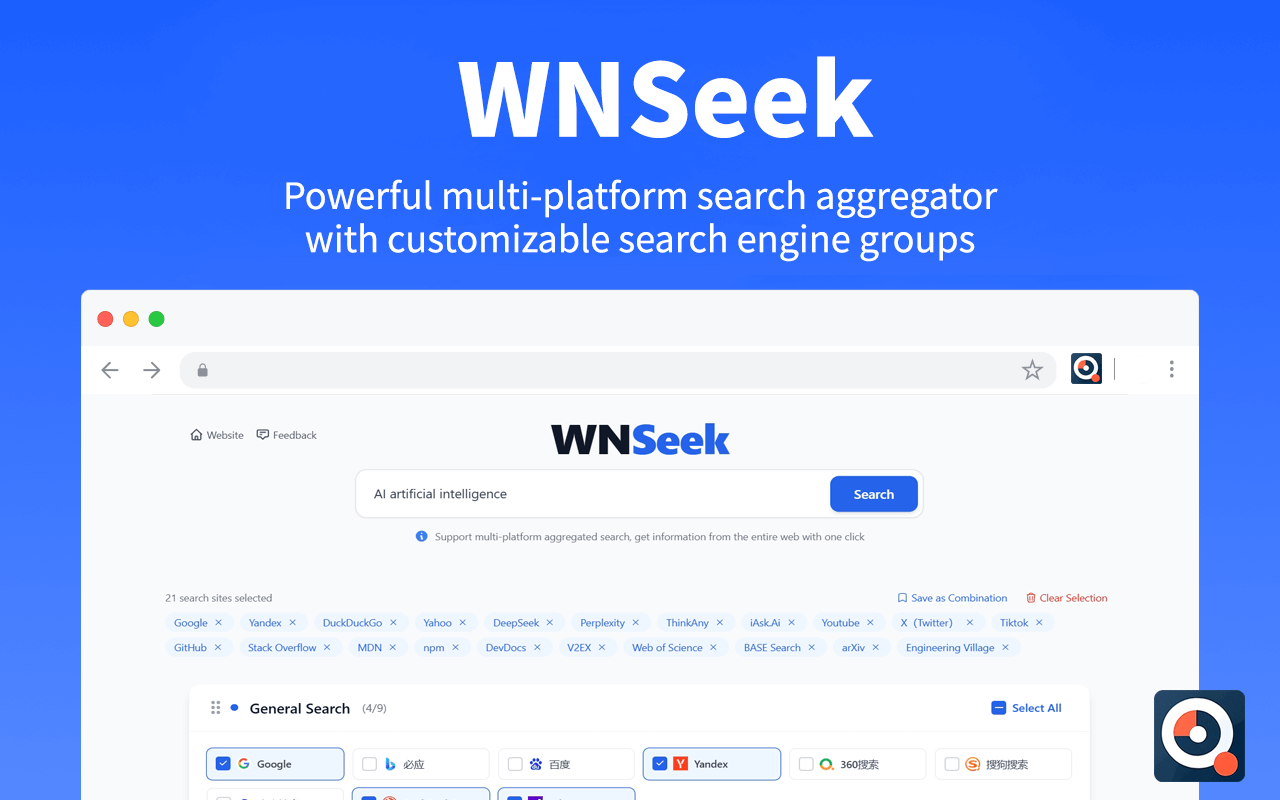 WNSeek
Powerful multi-platform search aggregator
with customizable search engine groups
Website Feedback
WNSeek
AI artificial intelligence Search
Support multi-platform aggregated search, get information from the entire web with one click
21 search sites selected Save as Combination Clear Selection
Google × Yandex × DuckDuckGo × Yahoo × DeepSeek × Perplexity × ThinkAny × iAsk.Ai × Youtube × X (Twitter) × Tiktok ×
GitHub × Stack Overflow × MDN × npm × DevDocs × V2EX × Web of Science × BASE Search × arXiv × Engineering Village ×
General Search (4/9) Select All
Google 必应 百度 Yandex 360搜索 搜狗搜索